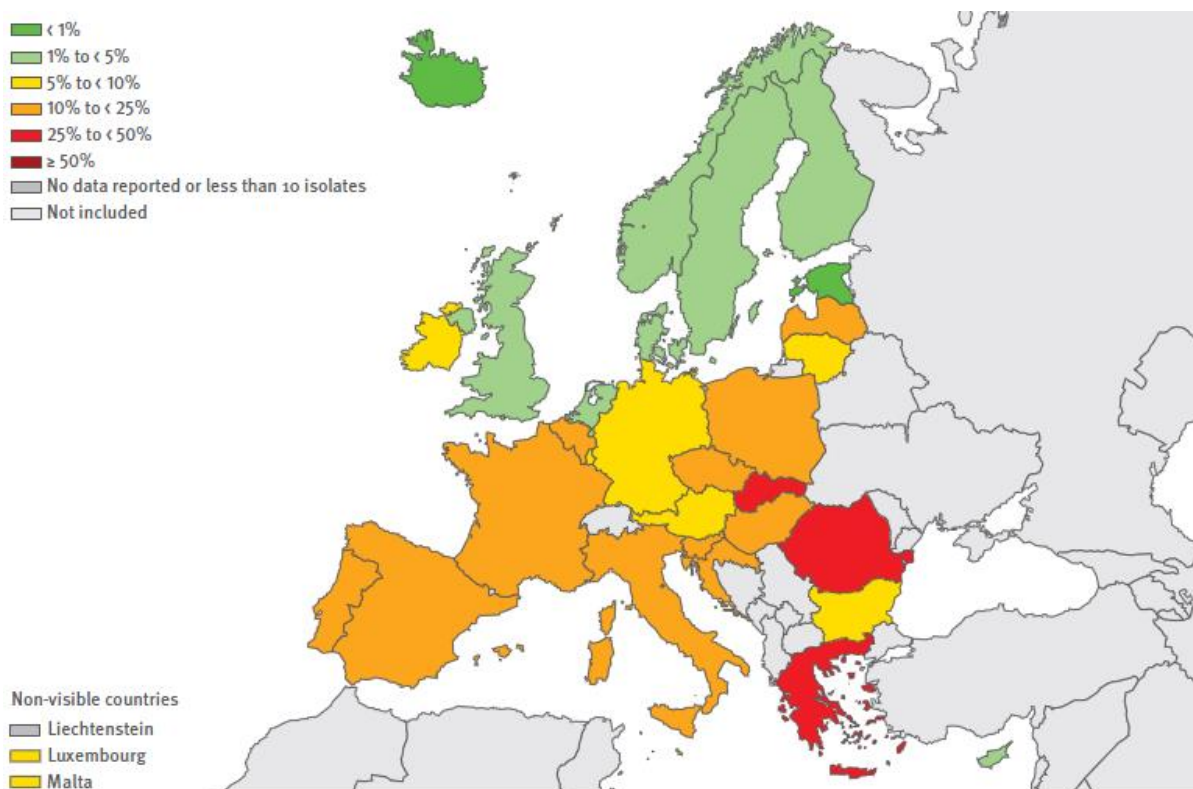 < 1%
1% to < 5%
5% to < 10%
10% to < 25%
25% to < 50%
≥ 50%
No data reported or less than 10 isolates
Not included
Non-visible countries
Liechtenstein
Luxembourg
Malta